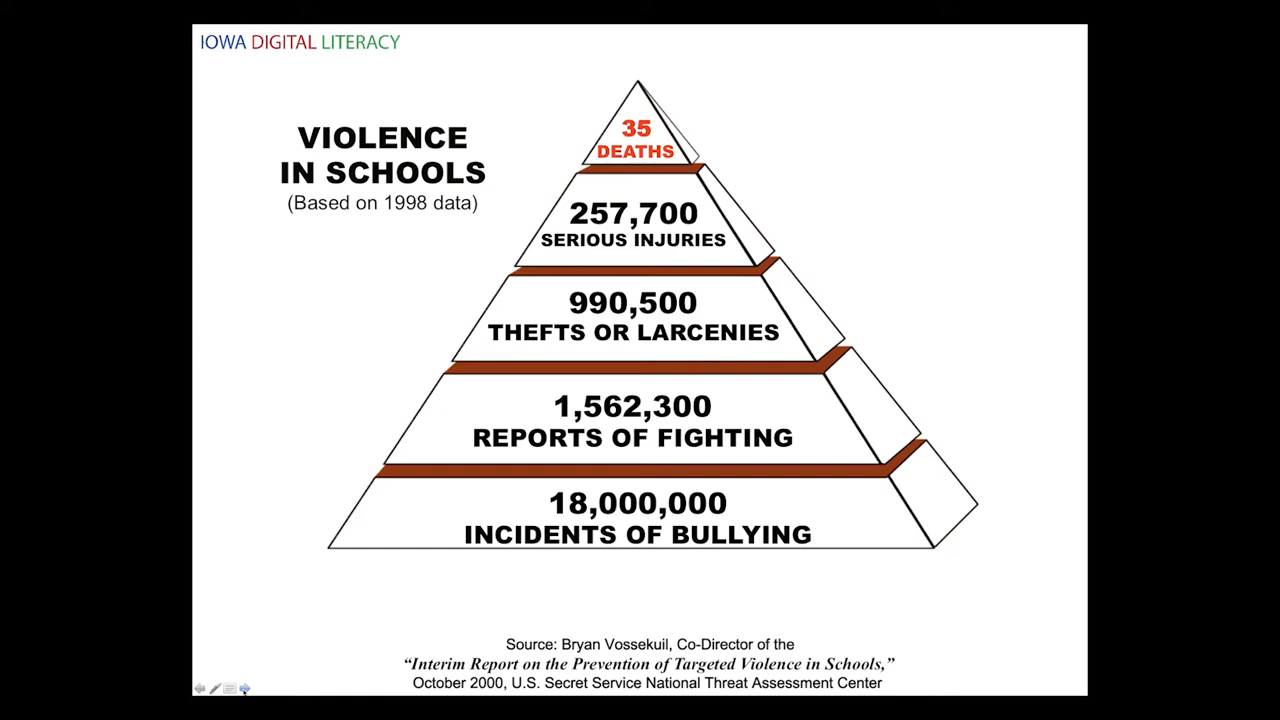 IOWA DIGITAL LITERACY
VIOLENCE
IN SCHOOLS
(Based on 1998 data)
35
DEATHS
257,700
SERIOUS INJURIES
990,500
THEFTS OR LARCENIES
1,562,300
REPORTS OF FIGHTING
18,000,000
INCIDENTS OF BULLYING
Source: Bryan Vossekuil, Co-Director of the
“Interim Report on the Prevention of Targeted Violence in Schools,”
October 2000, U.S. Secret Service National Threat Assessment Center